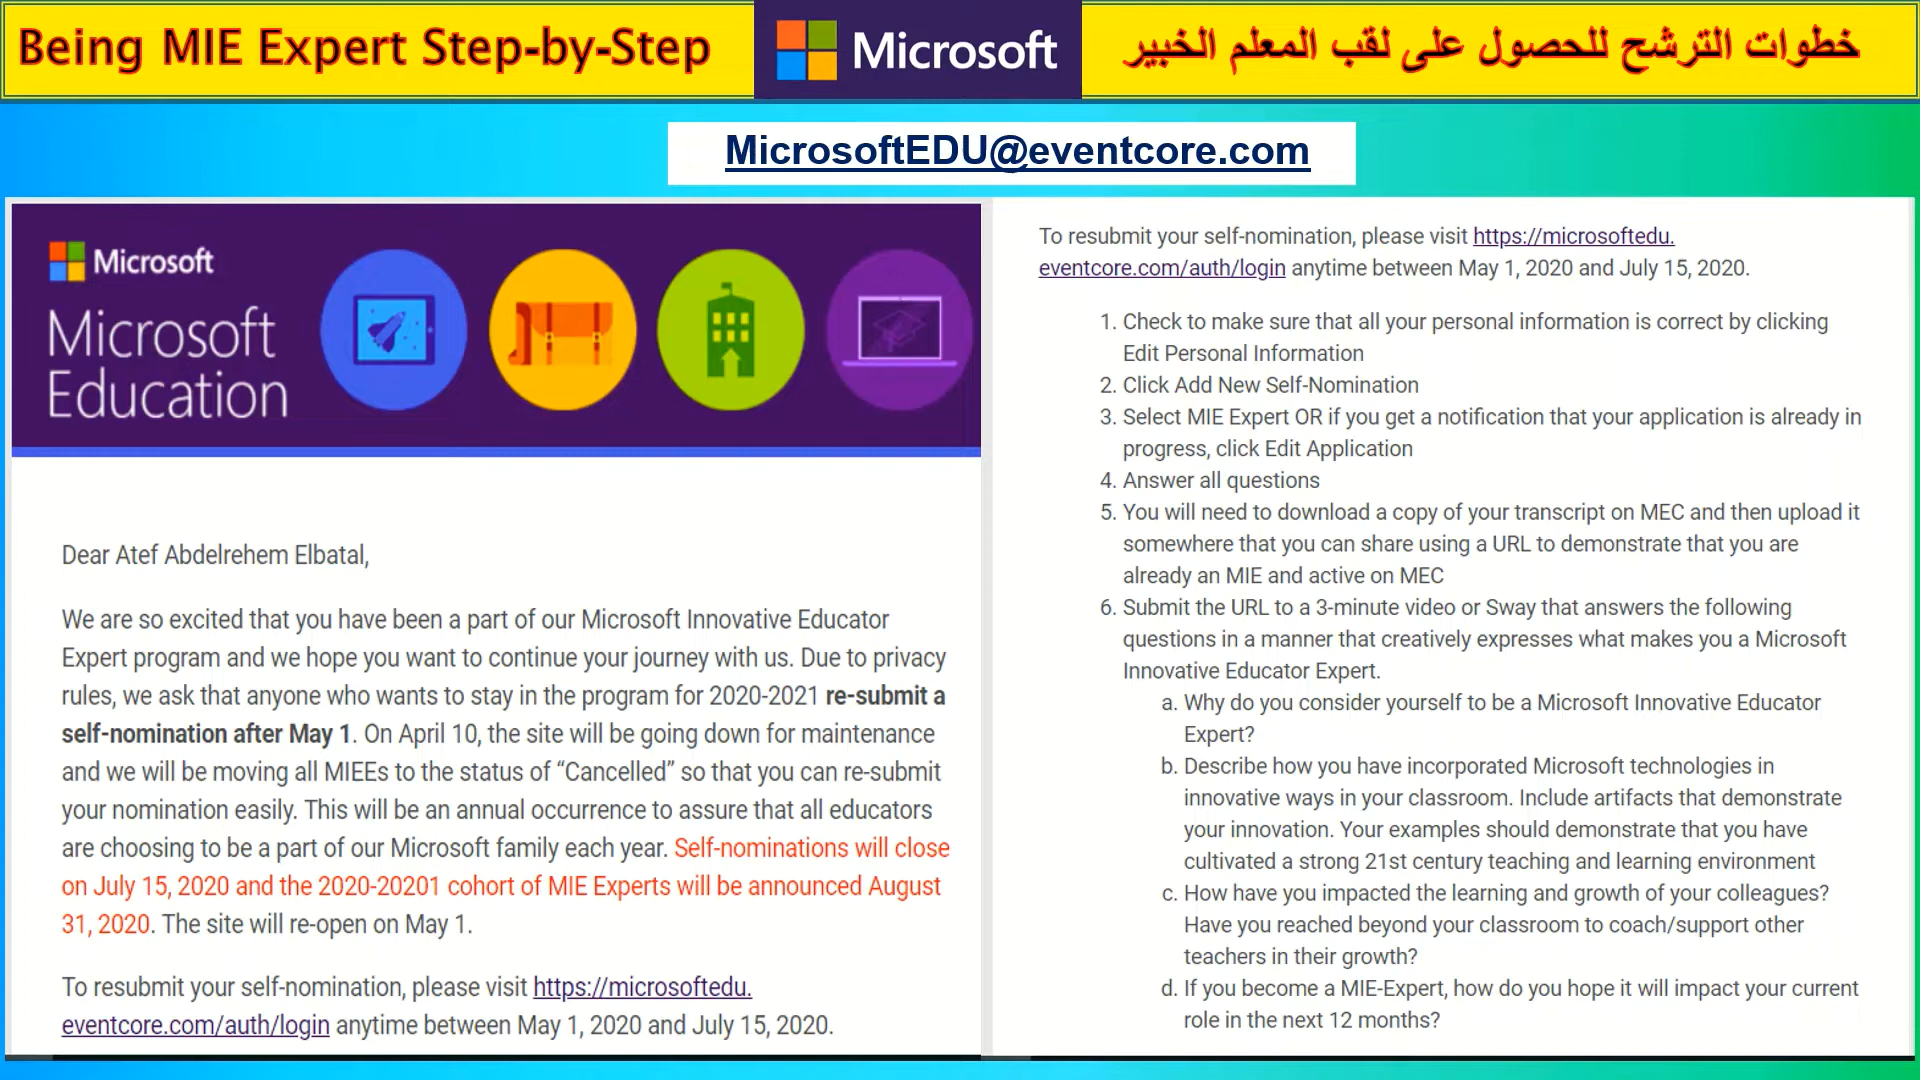 Being MIE Expert Step-by-Step
Microsoft
خطوات الترشح للحصول على لقب المعلم الخبير
MicrosoftEDU@eventcore.com
Microsoft
Microsoft
Education
Dear Atef Abdelrehem Elbatal,
We are so excited that you have been a part of our Microsoft Innovative Educator
Expert program and we hope you want to continue your journey with us. Due to privacy
rules, we ask that anyone who wants to stay in the program for 2020-2021 re-submit a
self-nomination after May 1. On April 10, the site will be going down for maintenance
and we will be moving all MIEEs to the status of “Cancelled” so that you can re-submit
your nomination easily. This will be an annual occurrence to assure that all educators
are choosing to be a part of our Microsoft family each year. Self-nominations will close
on July 15, 2020 and the 2020-20201 cohort of MIE Experts will be announced August
31, 2020. The site will re-open on May 1.
To resubmit your self-nomination, please visit https://microsoftedu.
eventcore.com/auth/login anytime between May 1, 2020 and July 15, 2020.
To resubmit your self-nomination, please visit https://microsoftedu.
eventcore.com/auth/login anytime between May 1, 2020 and July 15, 2020.
1. Check to make sure that all your personal information is correct by clicking
Edit Personal Information
2. Click Add New Self-Nomination
3. Select MIE Expert OR if you get a notification that your application is already in
progress, click Edit Application
4. Answer all questions
5. You will need to download a copy of your transcript on MEC and then upload it
somewhere that you can share using a URL to demonstrate that you are
already an MIE and active on MEC
6. Submit the URL to a 3-minute video or Sway that answers the following
questions in a manner that creatively expresses what makes you a Microsoft
Innovative Educator Expert.
a. Why do you consider yourself to be a Microsoft Innovative Educator
Expert?
b. Describe how you have incorporated Microsoft technologies in
innovative ways in your classroom. Include artifacts that demonstrate
your innovation. Your examples should demonstrate that you have
cultivated a strong 21st century teaching and learning environment
c. How have you impacted the learning and growth of your colleagues?
Have you reached beyond your classroom to coach/support other
teachers in their growth?
d. If you become a MIE-Expert, how do you hope it will impact your current
role in the next 12 months?